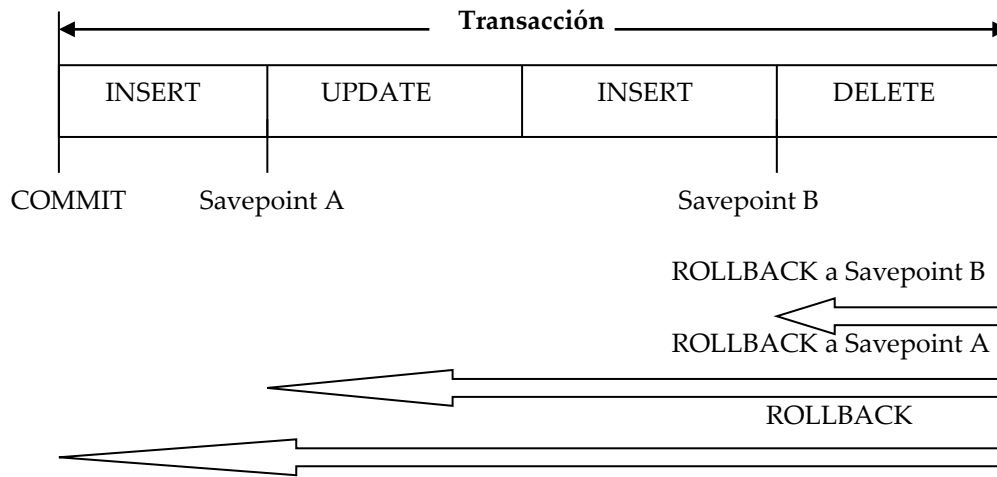 Transacción
INSERT UPDATE INSERT DELETE
COMMIT Savepoint A Savepoint B
ROLLBACK a Savepoint B
ROLLBACK a Savepoint A
ROLLBACK